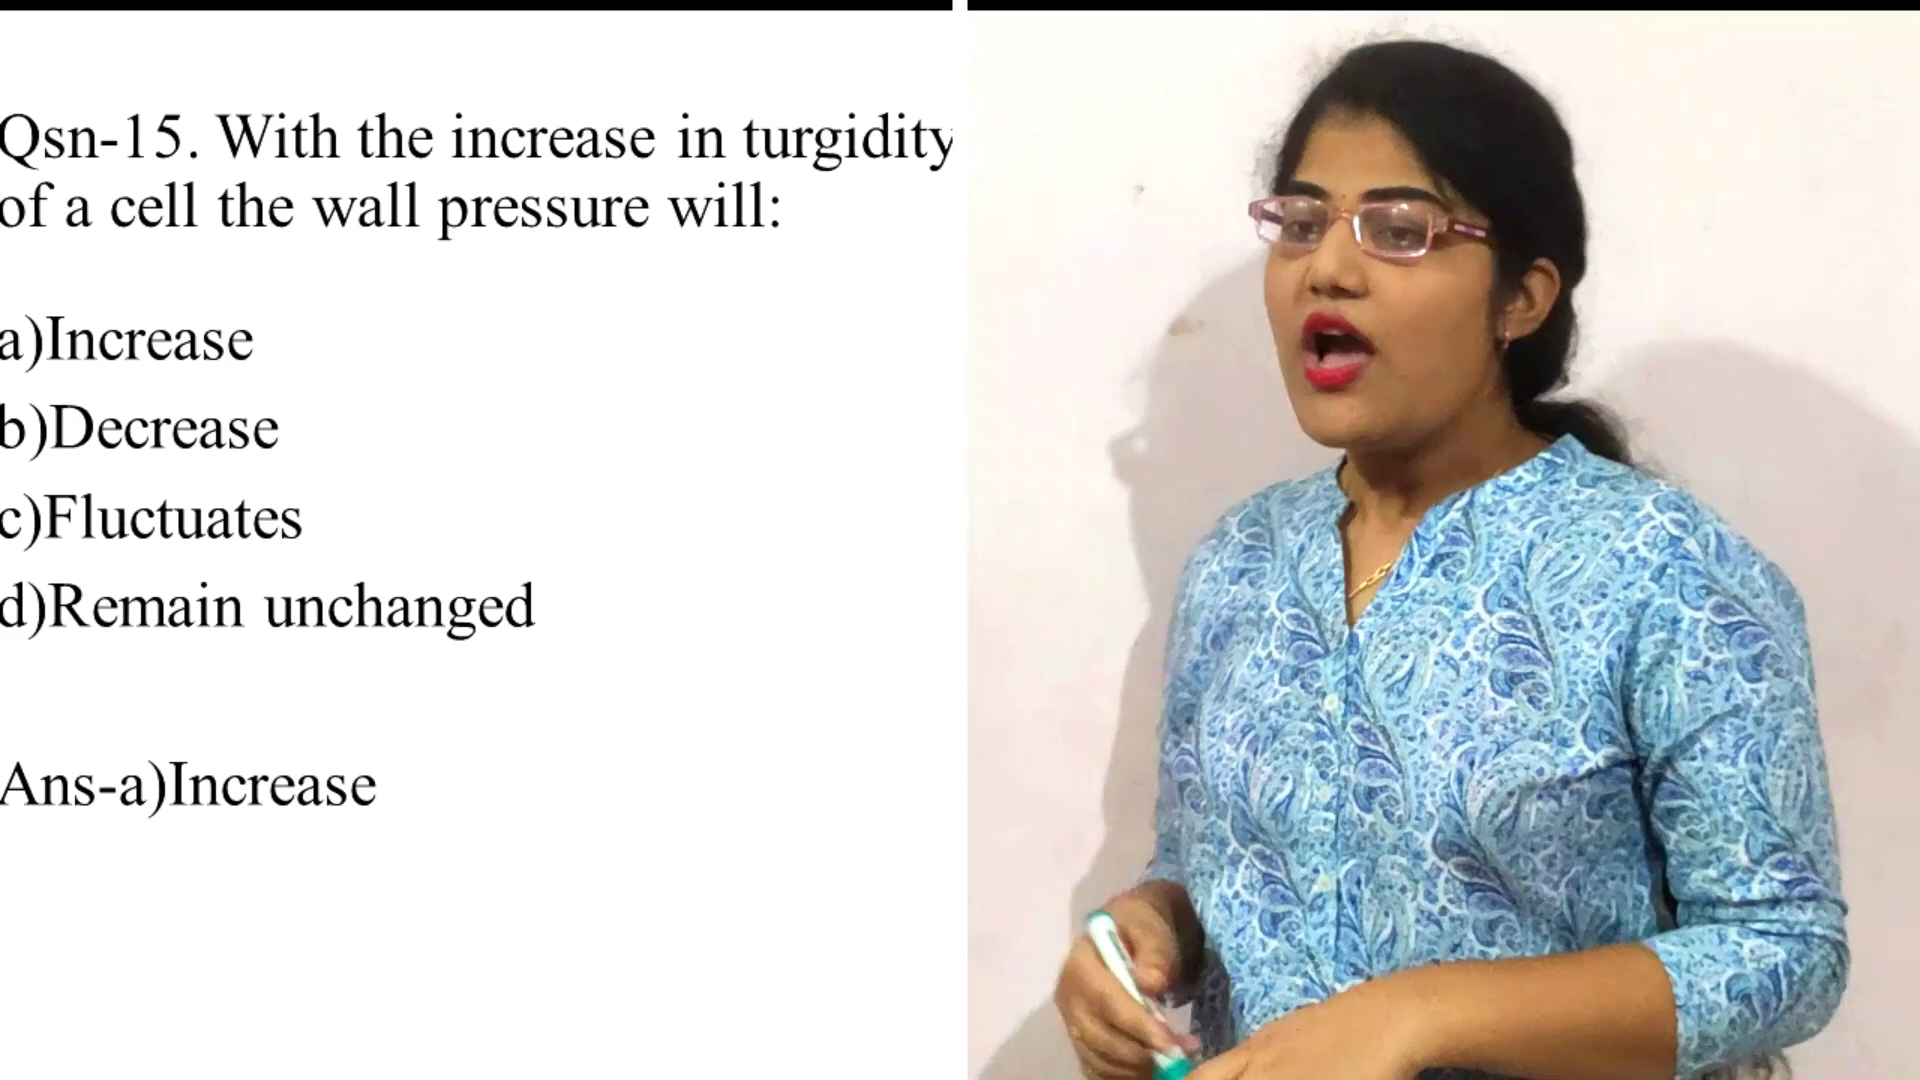 Qsn-15. With the increase in turgidity
of a cell the wall pressure will:
a)Increase
b)Decrease
c)Fluctuates
d)Remain unchanged
Ans-a)Increase